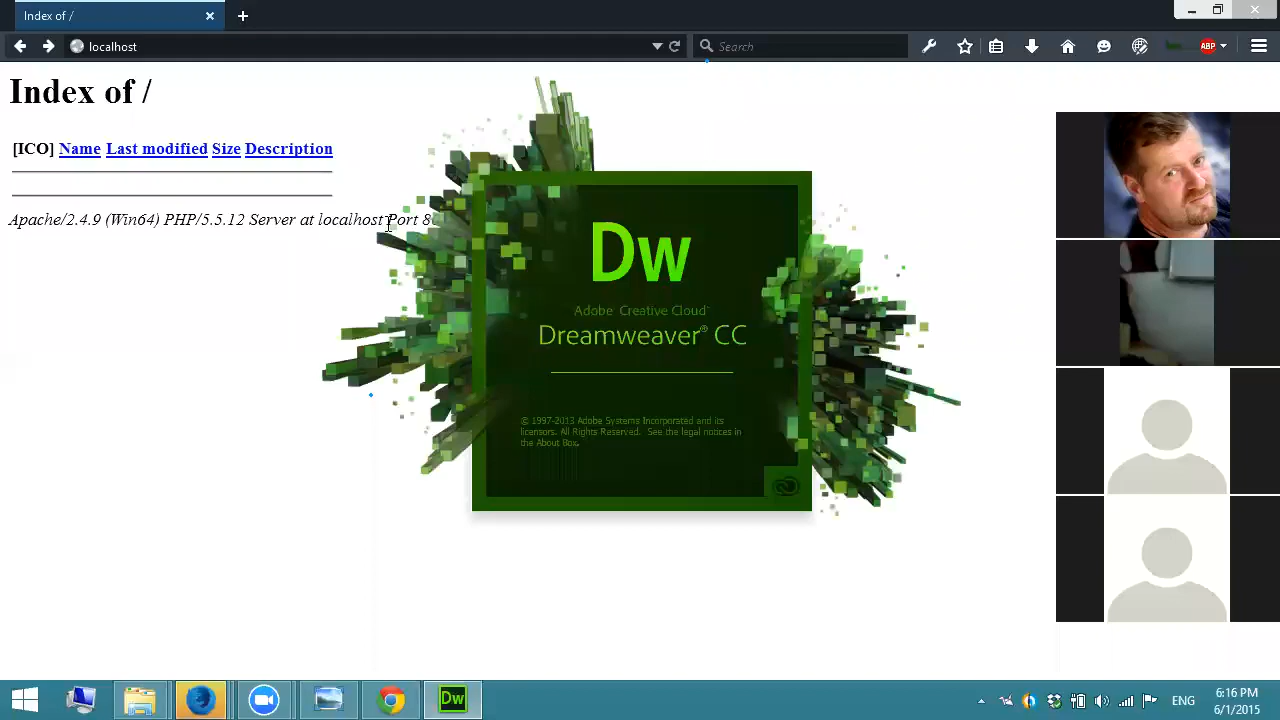 Index of /
localhost
Search
ABP
Index of /
[ICO] Name Last modified Size Description
Apache/2.4.9 (Win64) PHP/5.5.12 Server at localhost Port 8
Dw
Adobe® Creative Cloud™
Dreamweaver® CC
© 1997-2013 Adobe Systems Incorporated and its
licensors. All Rights Reserved. See the legal notices in
the About Box.
Dw
ENG
6:16 PM
6/1/2015